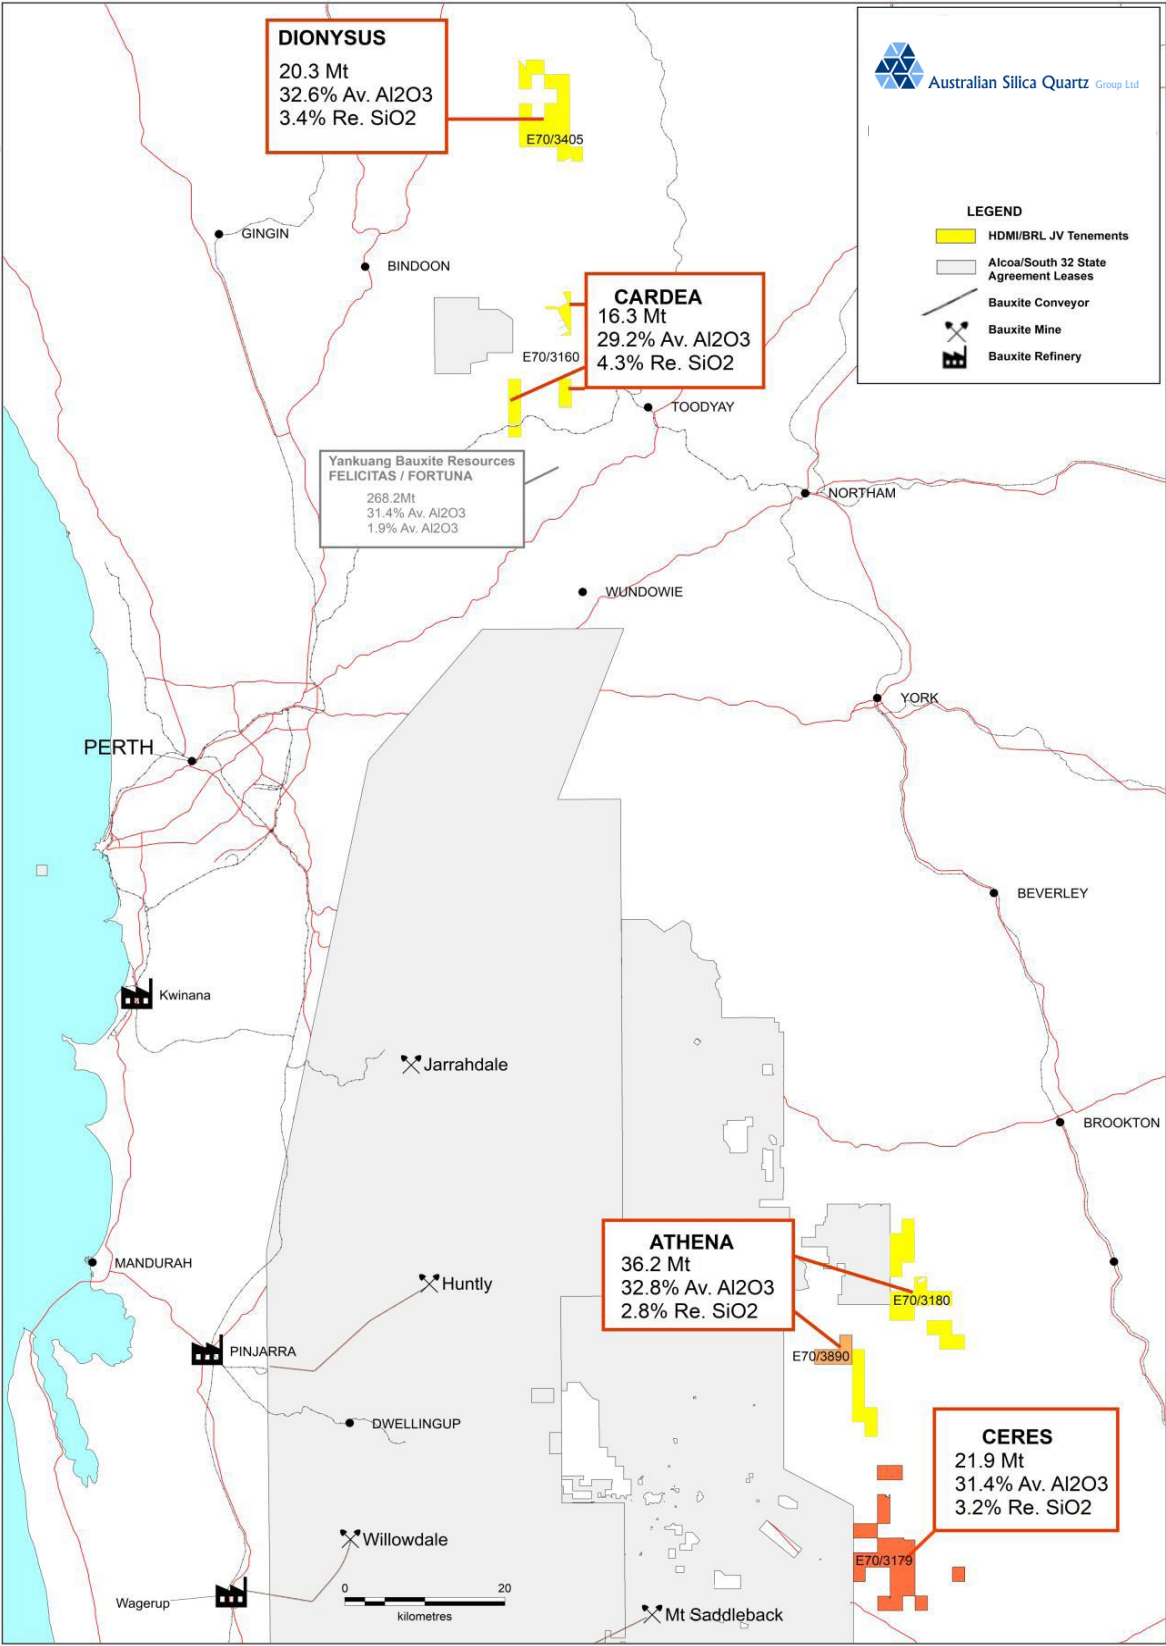 DIONYSUS
20.3 Mt
32.6% Av. Al2O3
3.4% Re. SiO2
E70/3405
Australian Silica Quartz Group Ltd
LEGEND
HDMI/BRL JV Tenements
Alcoa/South 32 State
Agreement Leases
Bauxite Conveyor
Bauxite Mine
Bauxite Refinery
GINGIN
BINDOON
CARDEA
16.3 Mt
29.2% Av. Al2O3
4.3% Re. SiO2
E70/3160
TOODYAY
Yankuang Bauxite Resources
FELICITAS / FORTUNA
268.2Mt
31.4% Av. Al2O3
1.9% Av. Al2O3
NORTHAM
WUNDOWIE
YORK
PERTH
BEVERLEY
Kwinana
Jarrahdale
BROOKTON
MANDURAH
Huntly
ATHENA
36.2 Mt
32.8% Av. Al2O3
2.8% Re. SiO2
E70/3180
PINJARRA
E70/3890
DWELLINGUP
CERES
21.9 Mt
31.4% Av. Al2O3
3.2% Re. SiO2
E70/3179
Willowdale
Wagerup
0 20
kilometres
Mt Saddleback